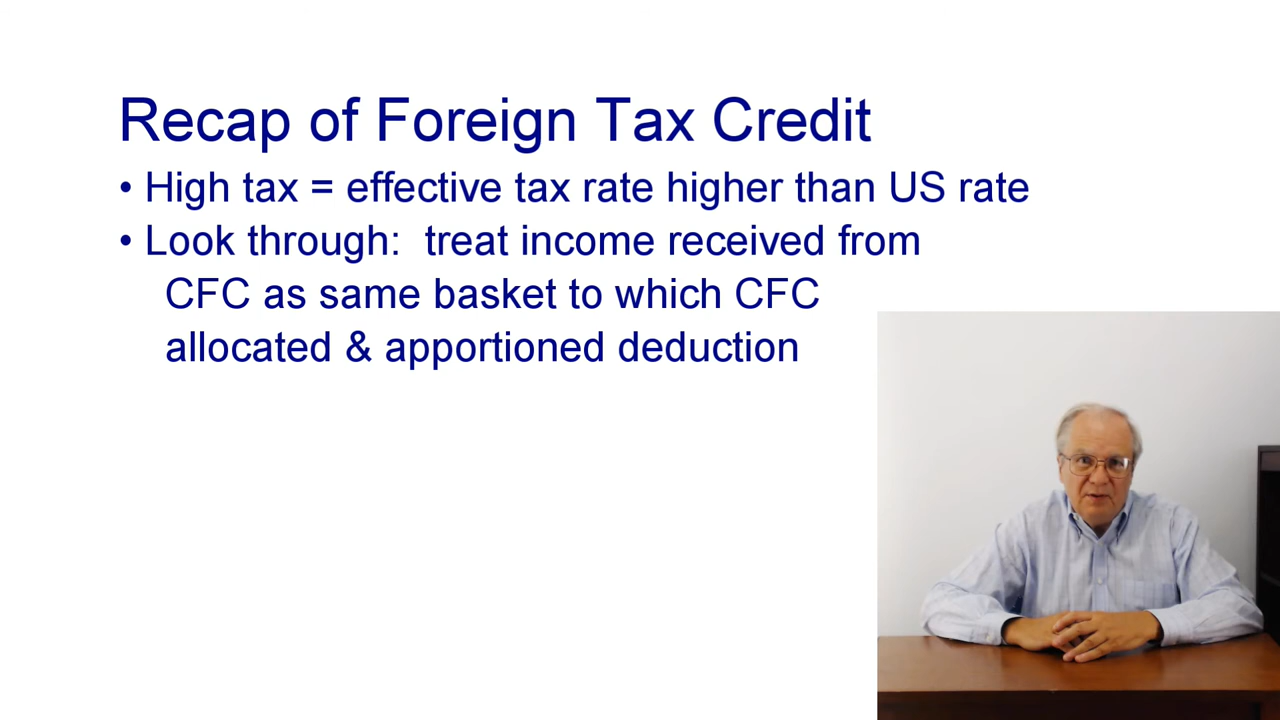 Recap of Foreign Tax Credit
• High tax = effective tax rate higher than US rate
• Look through:  treat income received from
CFC as same basket to which CFC
allocated & apportioned deduction